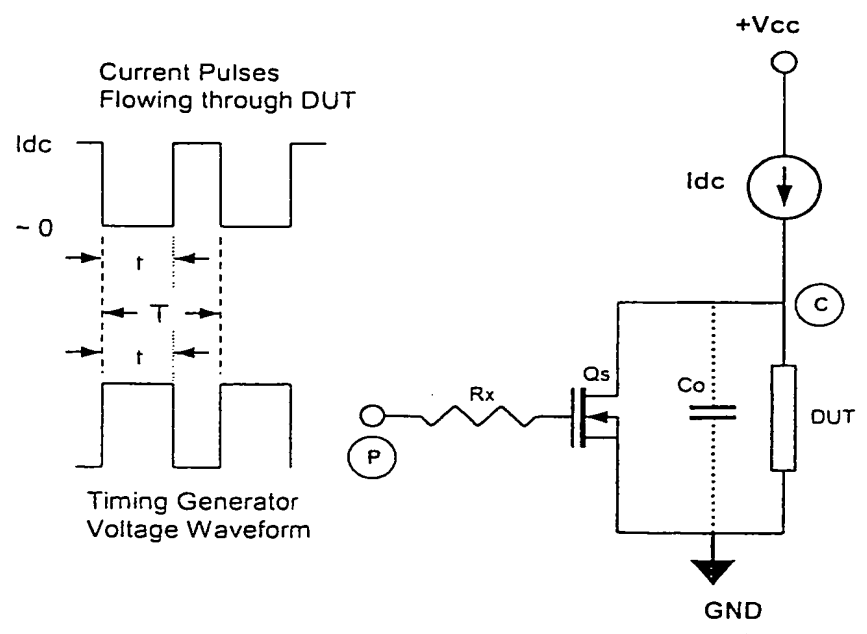 Current Pulses
Flowing through DUT
Idc
~ 0
t
T
t
Timing Generator
Voltage Waveform
+Vcc
Idc
C
Qs
Co
Rx
DUT
P
GND